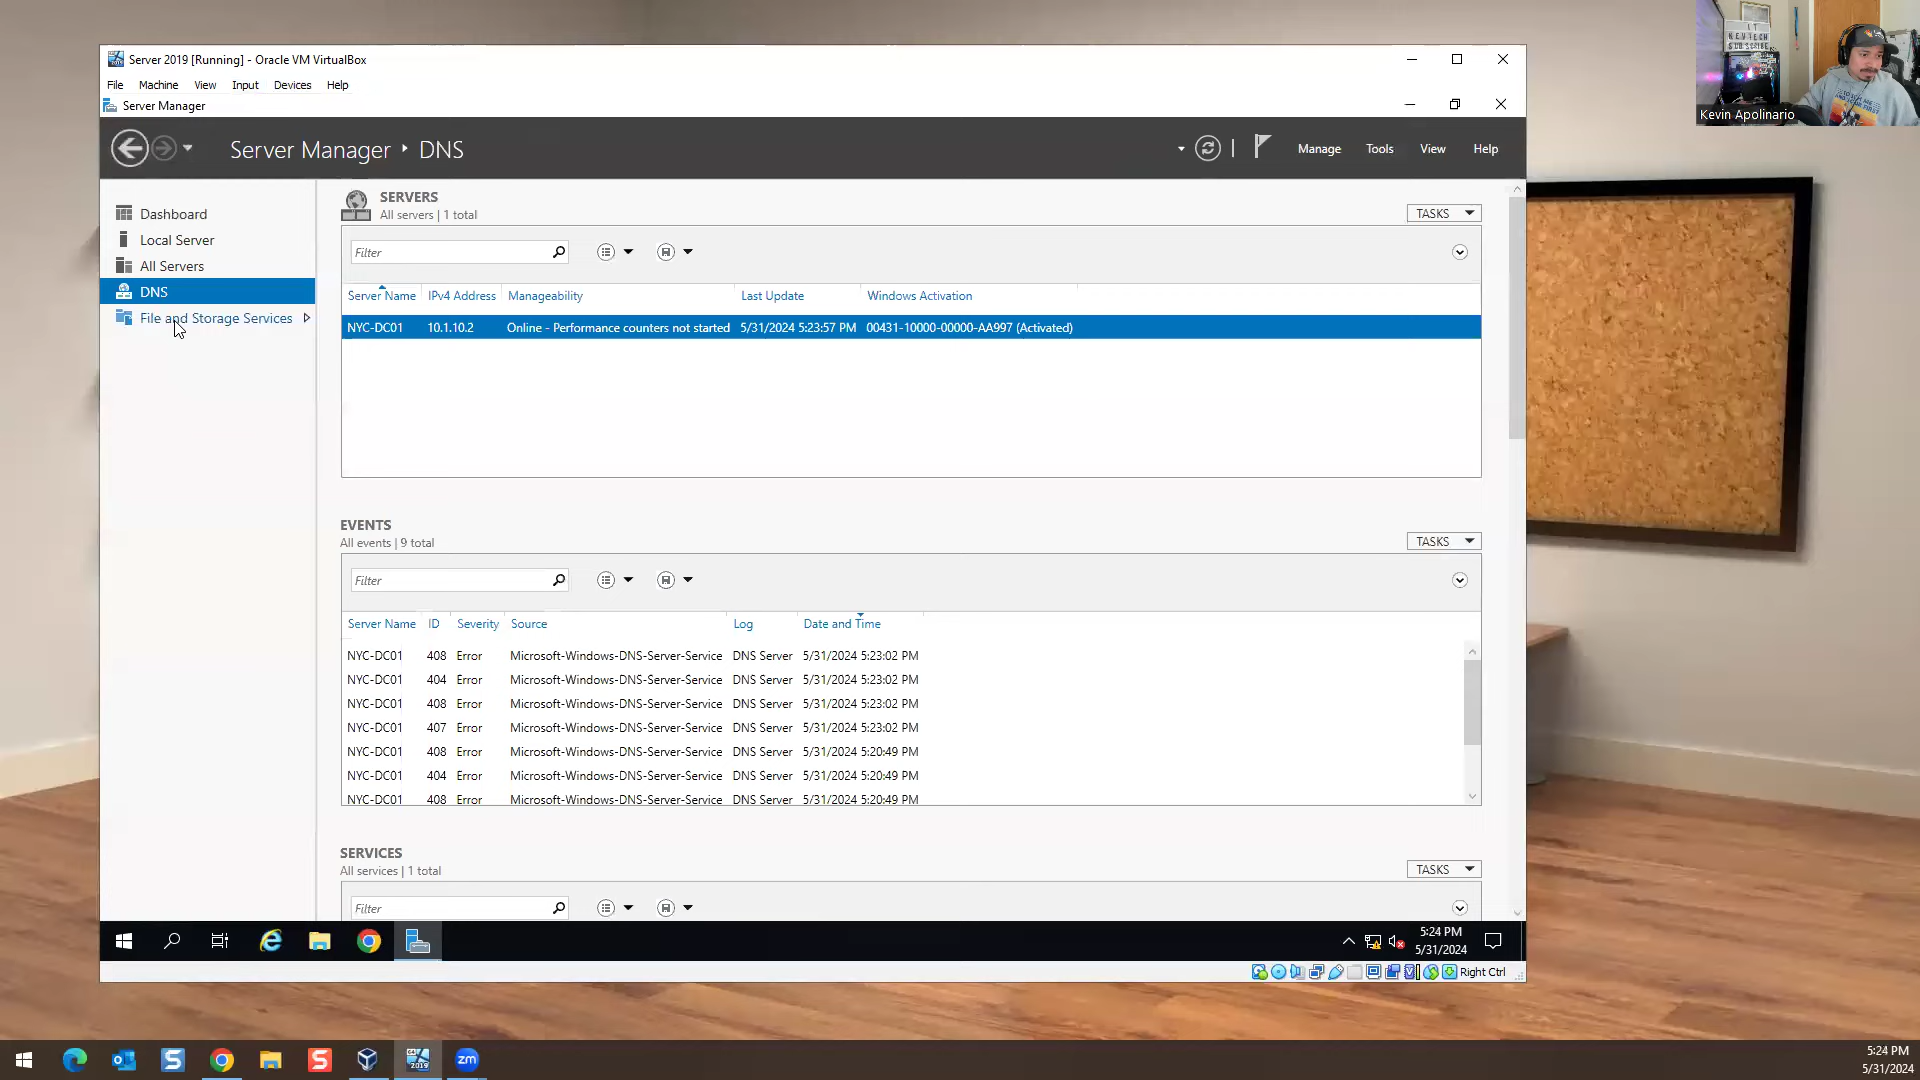 Server 2019 [Running] - Oracle VM VirtualBox
File Machine View Input Devices Help
Server Manager
Server Manager ‣ DNS
Manage Tools View Help
Dashboard
Local Server
All Servers
DNS
File and Storage Services
SERVERS
All servers | 1 total
TASKS
Filter
Server Name IPv4 Address Manageability Last Update Windows Activation
NYC-DC01 10.1.10.2 Online - Performance counters not started 5/31/2024 5:23:57 PM 00431-10000-00000-AA997 (Activated)
EVENTS
All events | 9 total
TASKS
Filter
Server Name ID Severity Source Log Date and Time
NYC-DC01 408 Error Microsoft-Windows-DNS-Server-Service DNS Server 5/31/2024 5:23:02 PM
NYC-DC01 404 Error Microsoft-Windows-DNS-Server-Service DNS Server 5/31/2024 5:23:02 PM
NYC-DC01 408 Error Microsoft-Windows-DNS-Server-Service DNS Server 5/31/2024 5:23:02 PM
NYC-DC01 407 Error Microsoft-Windows-DNS-Server-Service DNS Server 5/31/2024 5:23:02 PM
NYC-DC01 408 Error Microsoft-Windows-DNS-Server-Service DNS Server 5/31/2024 5:20:49 PM
NYC-DC01 404 Error Microsoft-Windows-DNS-Server-Service DNS Server 5/31/2024 5:20:49 PM
NYC-DC01 408 Error Microsoft-Windows-DNS-Server-Service DNS Server 5/31/2024 5:20:49 PM
SERVICES
All services | 1 total
TASKS
Filter
5:24 PM
5/31/2024
Right Ctrl
IT
KEVTECH
SUBSCRIBE
Kevin Apolinario
2019
zm
5:24 PM
5/31/2024